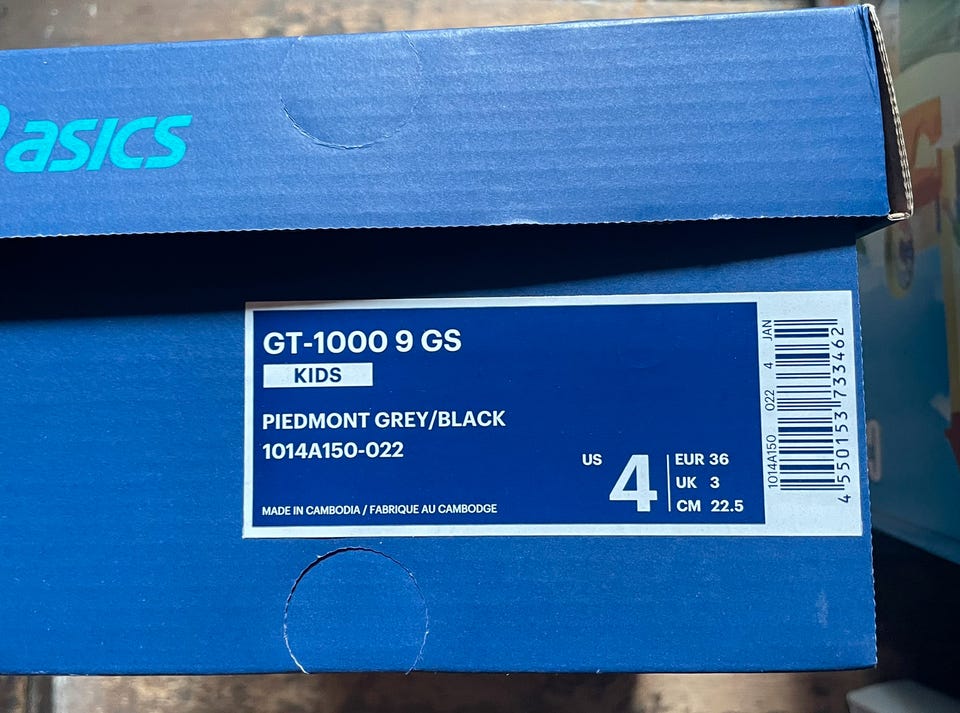 asics
GT-1000 9 GS
KIDS
PIEDMONT GREY/BLACK
1014A150-022
US 4
EUR 36
UK 3
CM 22.5
MADE IN CAMBODIA / FABRIQUE AU CAMBODGE
1014A150 022 4 JAN
4550153733462